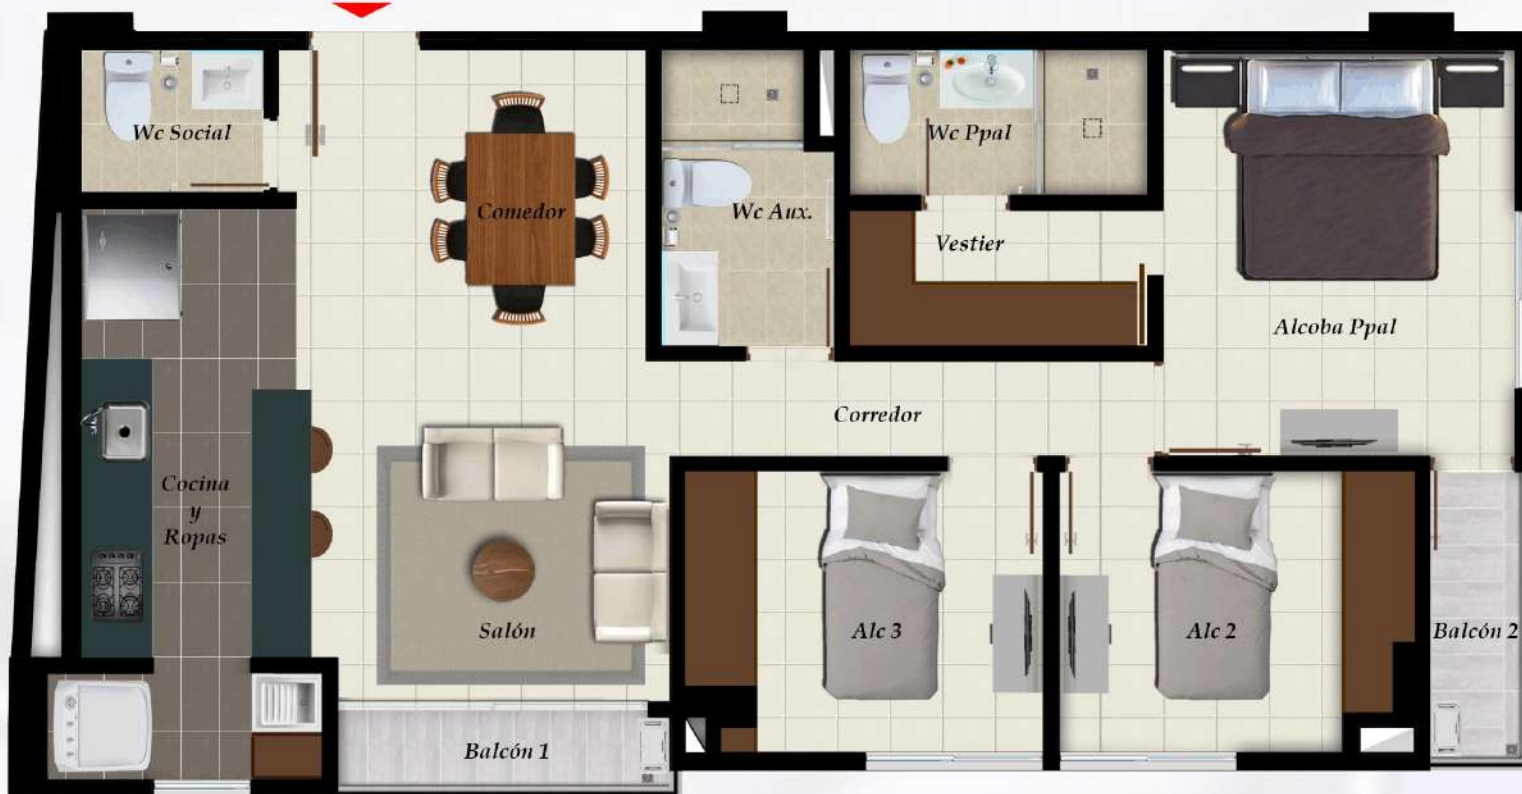 Wc Social
Comedor
Wc Aux.
Wc Ppal
Vestier
Alcoba Ppal
Corredor
Cocina
y
Ropas
Salón
Alc 3
Alc 2
Balcón 2
Balcón 1